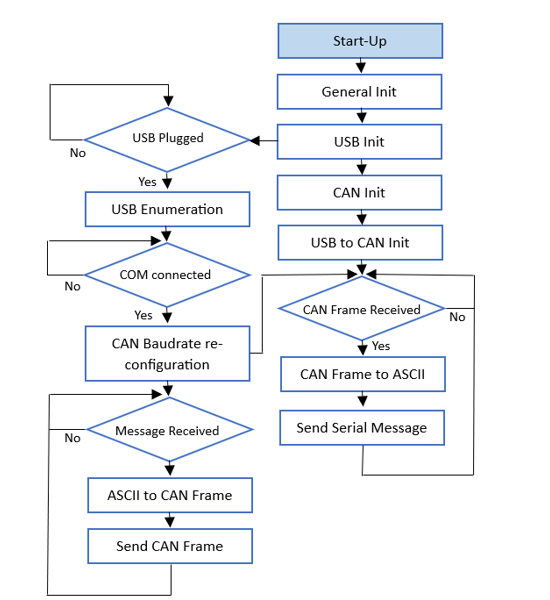 Start-Up
General Init
USB Plugged
USB Init
No
Yes
CAN Init
USB Enumeration
USB to CAN Init
COM connected
No
CAN Frame Received
No
Yes
CAN Baudrate re-
configuration
Yes
CAN Frame to ASCII
Message Received
No
Send Serial Message
ASCII to CAN Frame
Send CAN Frame